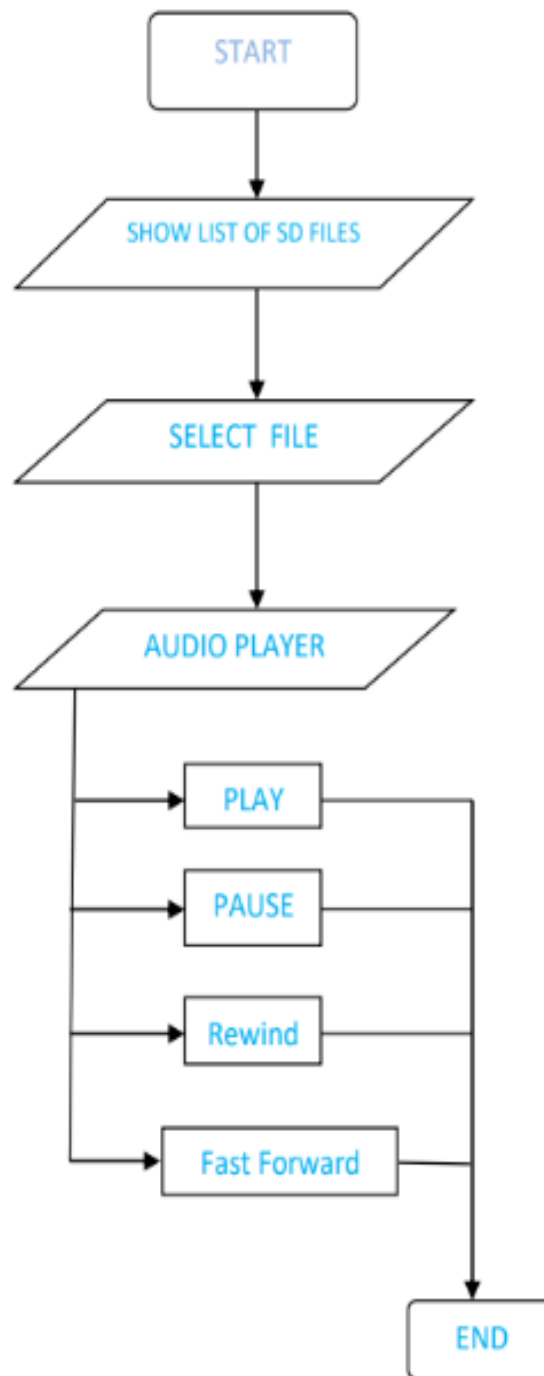 START
SHOW LIST OF SD FILES
SELECT FILE
AUDIO PLAYER
PLAY
PAUSE
Rewind
Fast Forward
END